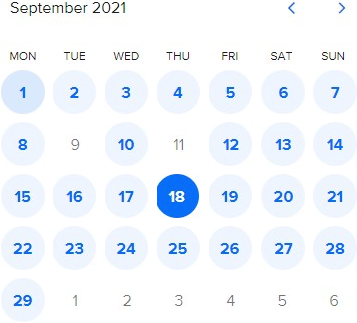 September 2021
MON TUE WED THU FRI SAT SUN
1 2 3 4 5 6 7
8 9 10 11 12 13 14
15 16 17 18 19 20 21
22 23 24 25 26 27 28
29 1 2 3 4 5 6